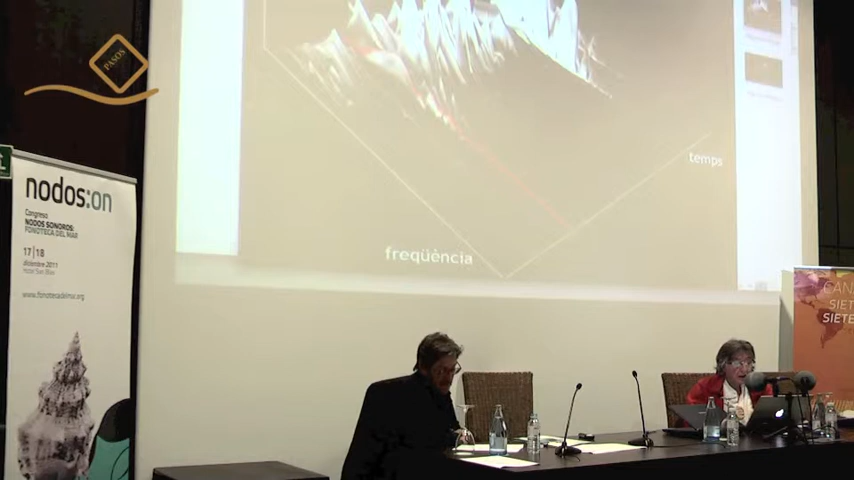 PASOS
nodos:on
Congreso
NODOS SONOROS:
FONOTECA DEL MAR
17|18
diciembre 2011
www.fonotecadelmar.org
freqüència
temps
CAN
SIET
SIETE